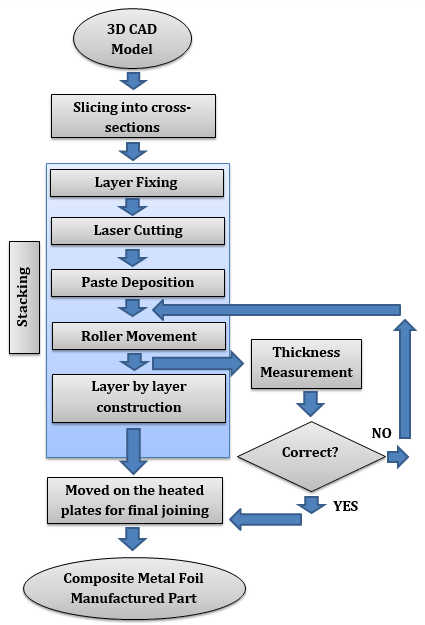 3D CAD
Model
Slicing into cross-
sections
Layer Fixing
Laser Cutting
Paste Deposition
Stacking
Roller Movement
Thickness
Measurement
Layer by layer
construction
NO
Correct?
YES
Moved on the heated
plates for final joining
Composite Metal Foil
Manufactured Part